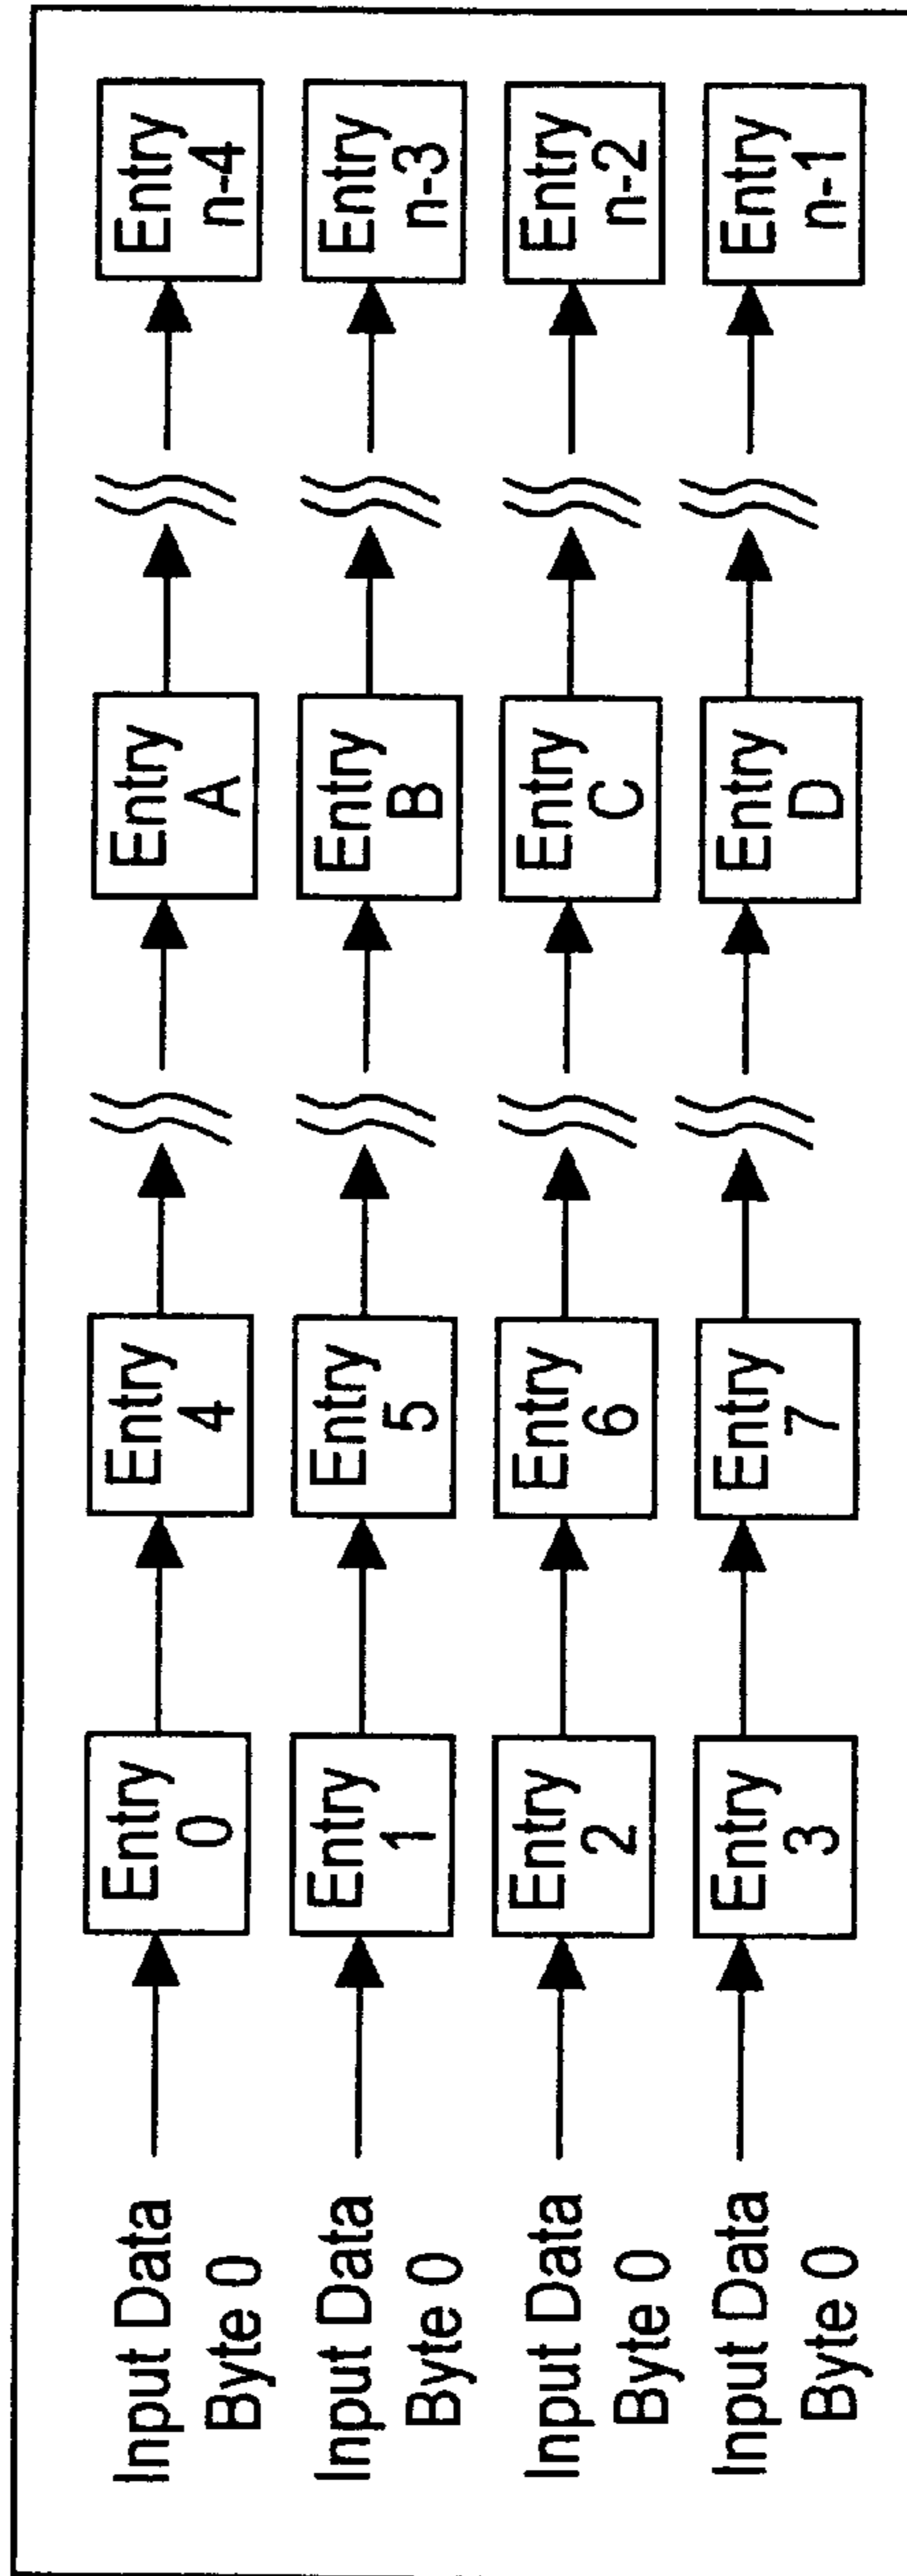 Input Data
Byte 0
Entry
0
Entry
4
Entry
A
Entry
n-4
Input Data
Byte 0
Entry
1
Entry
5
Entry
B
Entry
n-3
Input Data
Byte 0
Entry
2
Entry
6
Entry
C
Entry
n-2
Input Data
Byte 0
Entry
3
Entry
7
Entry
D
Entry
n-1